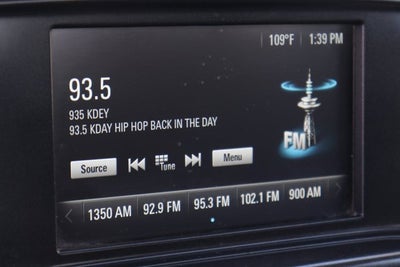 109°F 1:39 PM
93.5
935 KDEY
93.5 KDAY HIP HOP BACK IN THE DAY
FM
Source Tune Menu
1350 AM 92.9 FM 95.3 FM 102.1 FM 900 AM